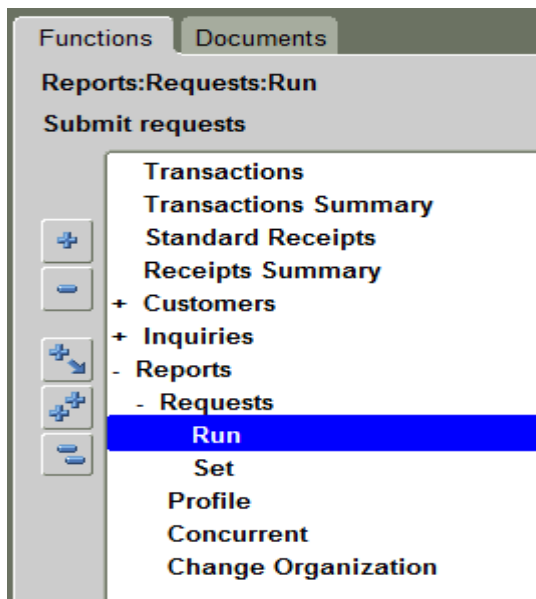 Functions Documents
Reports:Requests:Run
Submit requests
Transactions
Transactions Summary
Standard Receipts
Receipts Summary
+ Customers
+ Inquiries
- Reports
- Requests
Run
Set
Profile
Concurrent
Change Organization